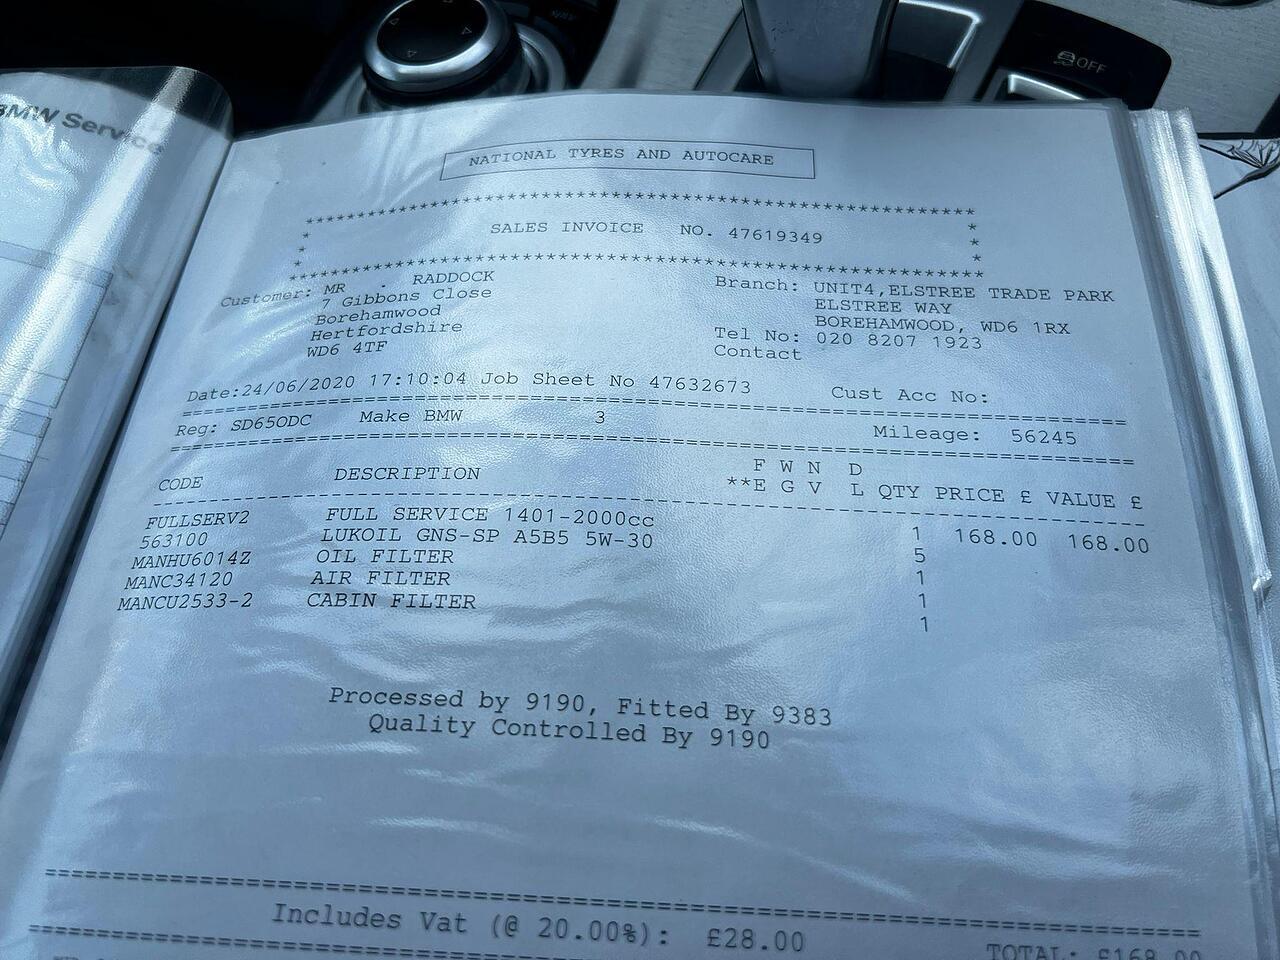 BMW Service
OFF
NATIONAL TYRES AND AUTOCARE
****************************************************
* SALES INVOICE NO. 47619349 *
****************************************************
Customer: MR . RADDOCK
7 Gibbons Close
Borehamwood
Hertfordshire
WD6 4TF
Branch: UNIT4,ELSTREE TRADE PARK
ELSTREE WAY
BOREHAMWOOD, WD6 1RX
Tel No: 020 8207 1923
Contact
Date:24/06/2020 17:10:04 Job Sheet No 47632673 Cust Acc No:
Reg: SD65ODC Make BMW 3 Mileage: 56245
F W N D
CODE DESCRIPTION **E G V L QTY PRICE £ VALUE £
FULLSERV2 FULL SERVICE 1401-2000cc 1 168.00 168.00
563100 LUKOIL GNS-SP A5B5 5W-30 5
MANHU6014Z OIL FILTER 1
MANC34120 AIR FILTER 1
MANCU2533-2 CABIN FILTER 1
Processed by 9190, Fitted By 9383
Quality Controlled By 9190
Includes Vat (@ 20.00%): £28.00
TOTAL: £168.00